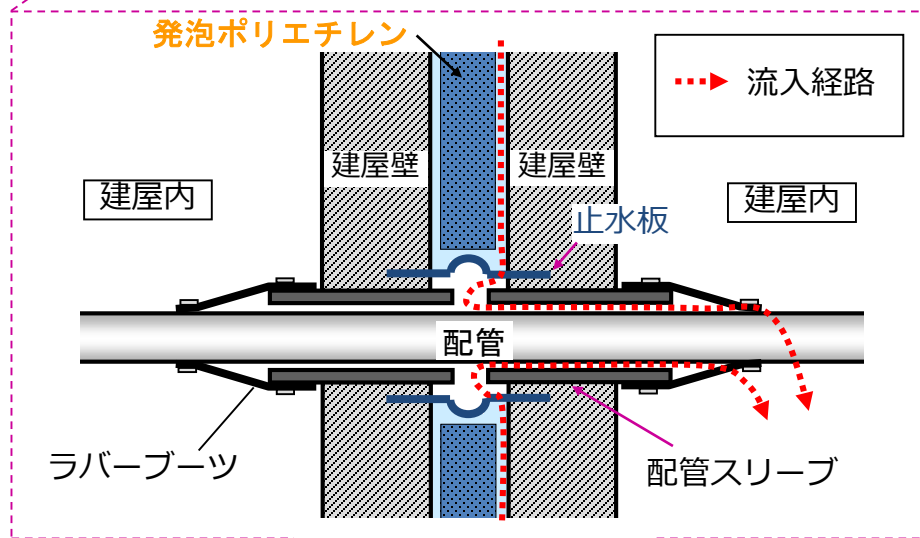 発泡ポリエチレン
流入経路
建屋壁
建屋壁
建屋内
建屋内
止水板
配管
ラバーブーツ
配管スリーブ